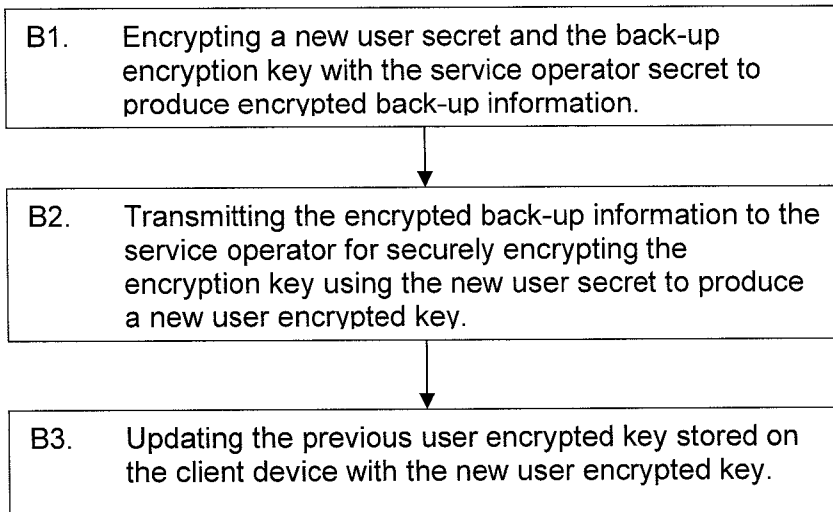 B1. Encrypting a new user secret and the back-up
encryption key with the service operator secret to
produce encrypted back-up information.
B2. Transmitting the encrypted back-up information to the
service operator for securely encrypting the
encryption key using the new user secret to produce
a new user encrypted key.
B3. Updating the previous user encrypted key stored on
the client device with the new user encrypted key.